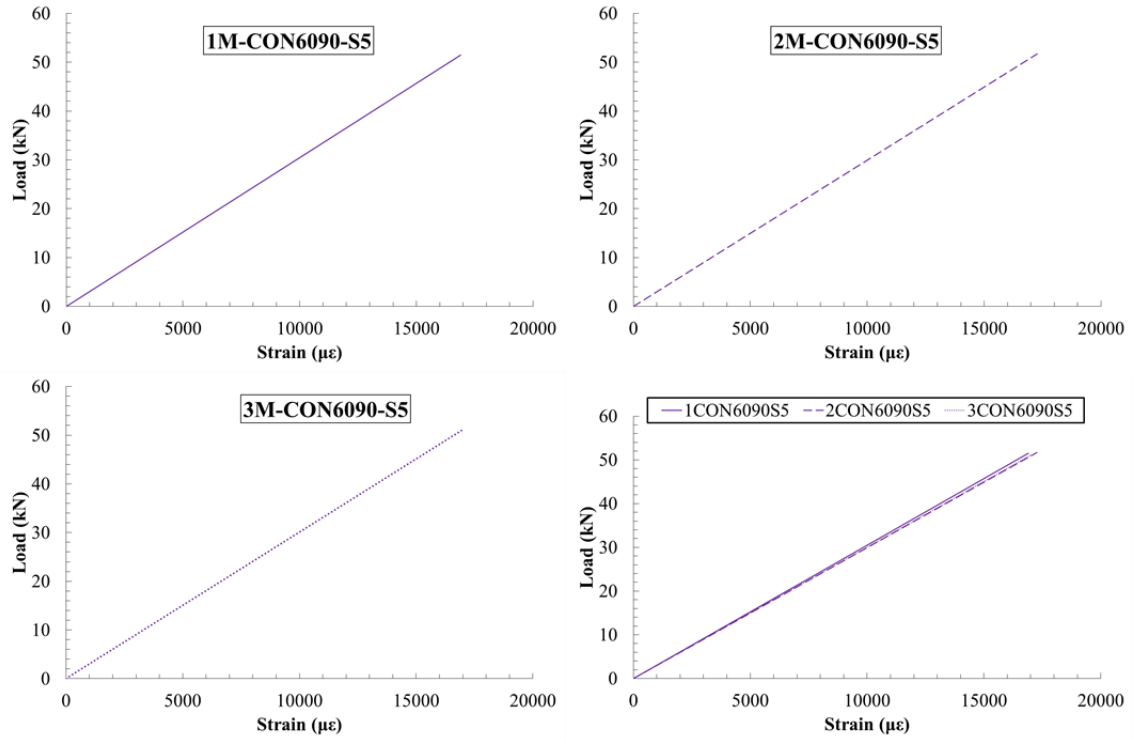 1M-CON6090-S5
Load (kN)
60
50
40
30
20
10
0
0 5000 10000 15000 20000
Strain (με)
2M-CON6090-S5
Load (kN)
60
50
40
30
20
10
0
0 5000 10000 15000 20000
Strain (με)
3M-CON6090-S5
Load (kN)
60
50
40
30
20
10
0
0 5000 10000 15000 20000
Strain (με)
1CON6090S5 2CON6090S5 3CON6090S5
Load (kN)
60
50
40
30
20
10
0
0 5000 10000 15000 20000
Strain (με)